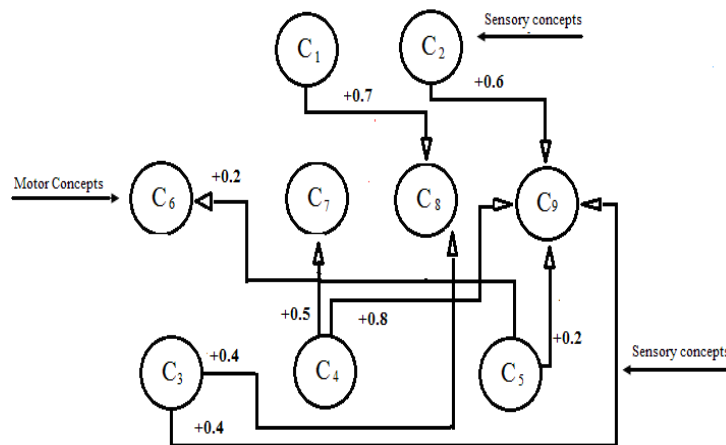 Sensory concepts
C1
C2
+0.7
+0.6
Motor Concepts
+0.2
C6
C7
C8
C9
+0.5
+0.8
+0.2
C3
+0.4
C4
C5
Sensory concepts
+0.4